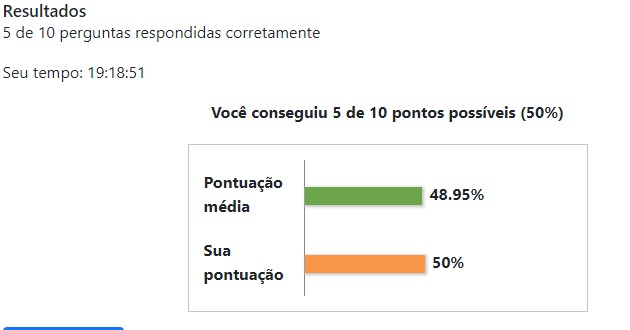 Resultados
5 de 10 perguntas respondidas corretamente
Seu tempo: 19:18:51
Você conseguiu 5 de 10 pontos possíveis (50%)
Pontuação
média
48.95%
Sua
pontuação
50%